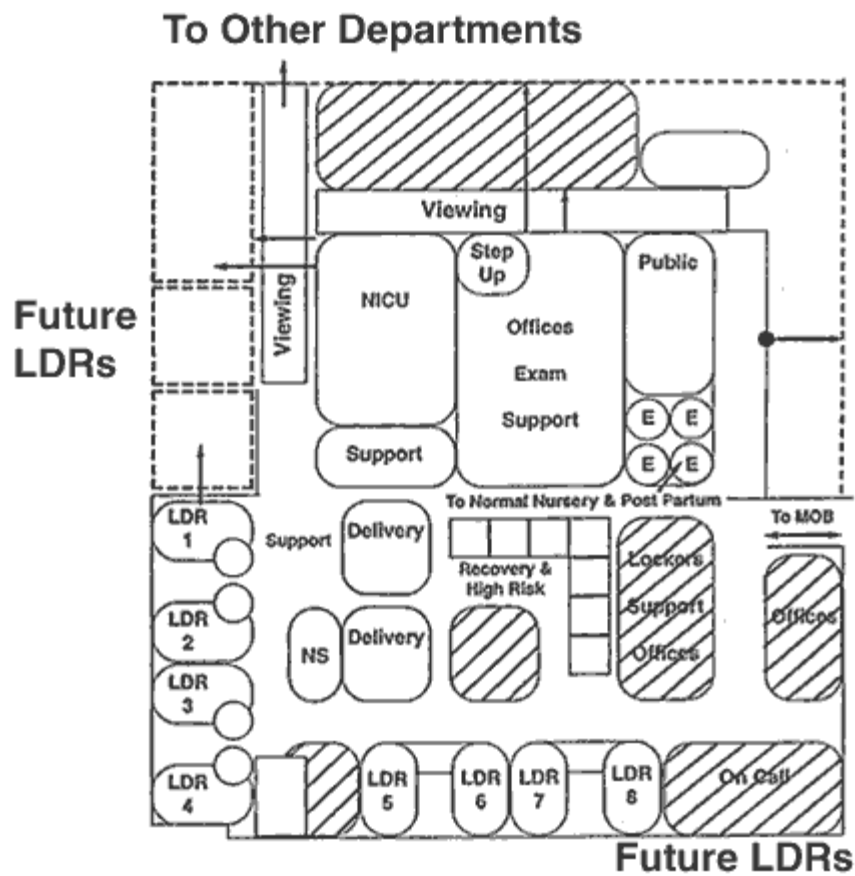 To Other Departments
Viewing
Step
Up
Public
NICU
Viewing
Future
LDRs
Offices
Exam
Support
E
E
Support
E
E
To Normal Nursery & Post Partum
To MOB
LDR
1
Support
Delivery
Recovery &
High Risk
Lockers
Support
Offices
Offices
LDR
2
NS
Delivery
LDR
3
LDR
4
LDR
5
LDR
6
LDR
7
LDR
8
On Call
Future LDRs